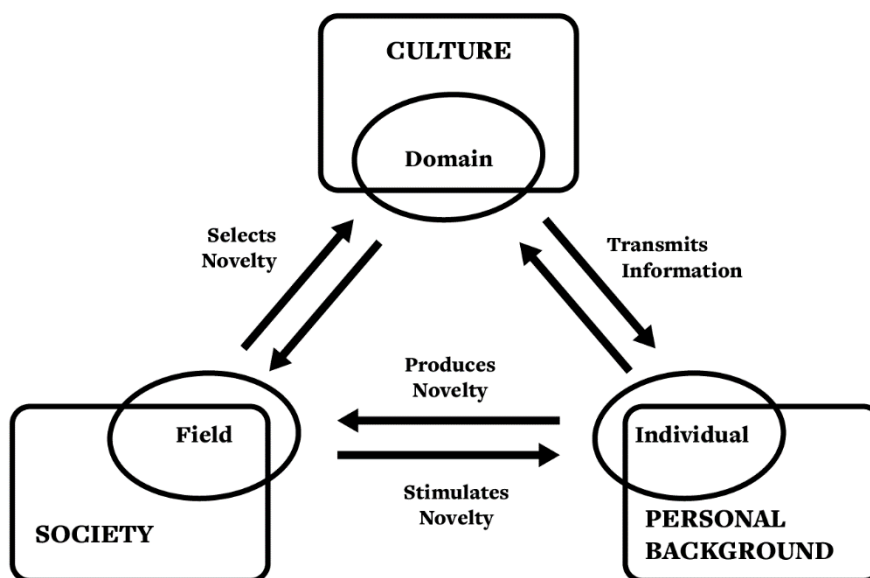 CULTURE
Domain
Selects
Novelty
Transmits
Information
Produces
Novelty
Field
Individual
Stimulates
Novelty
SOCIETY
PERSONAL
BACKGROUND